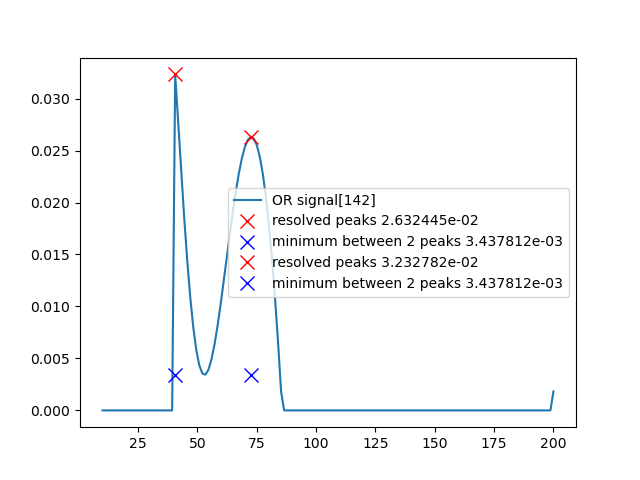 0.030
0.025
0.020
0.015
0.010
0.005
0.000
OR signal[142]
resolved peaks 2.632445e-02
minimum between 2 peaks 3.437812e-03
resolved peaks 3.232782e-02
minimum between 2 peaks 3.437812e-03
25 50 75 100 125 150 175 200